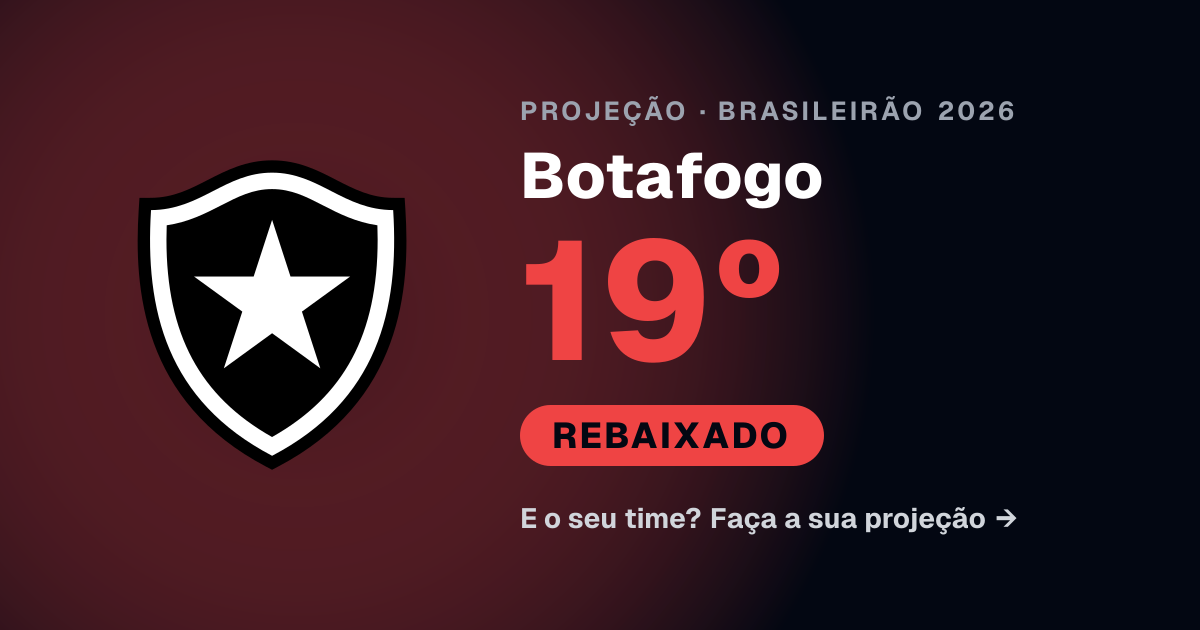 PROJEÇÃO · BRASILEIRÃO 2026
Botafogo
19º
REBAIXADO
E o seu time? Faça a sua projeção →